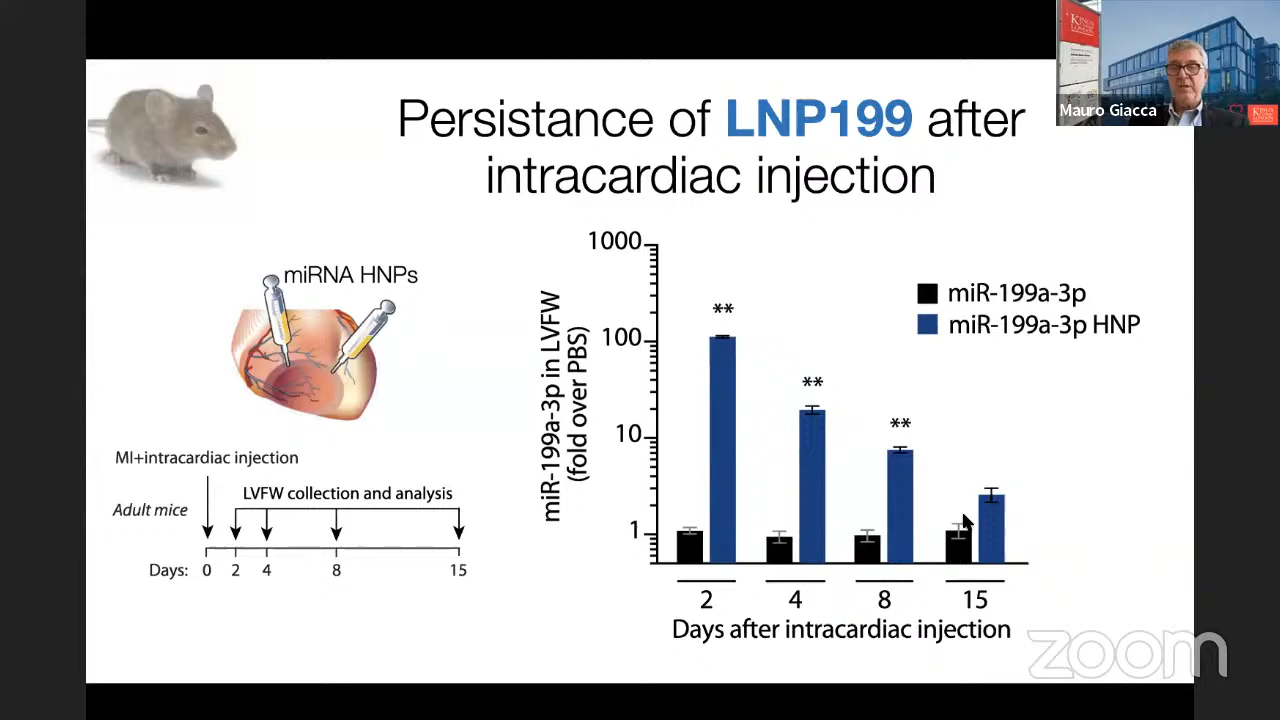 Persistance of LNP199 after
intracardiac injection
KING'S
LONDON
Mauro Giacca
miRNA HNPs
MI+intracardiac injection
LVFW collection and analysis
Adult mice
Days: 0 2 4 8 15
miR-199a-3p in LVFW
(fold over PBS)
1000
100
10
1
**
**
**
miR-199a-3p
miR-199a-3p HNP
2 4 8 15
Days after intracardiac injection
zoom